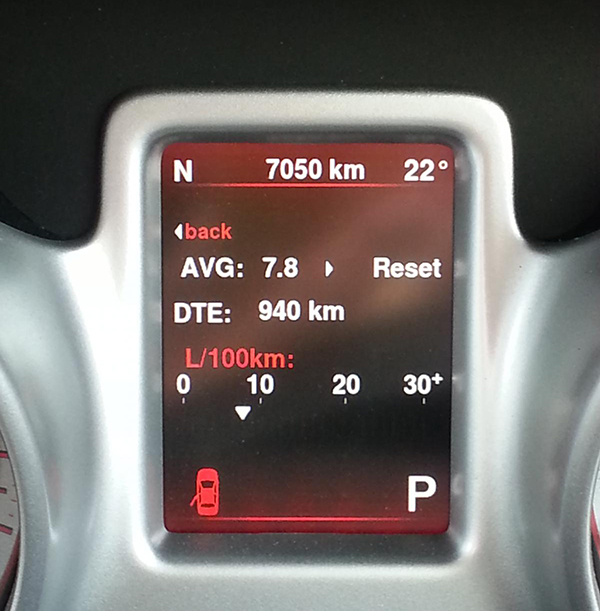 N 7050 km 22°
back
AVG: 7.8 Reset
DTE: 940 km
L/100km:
0 10 20 30+
P